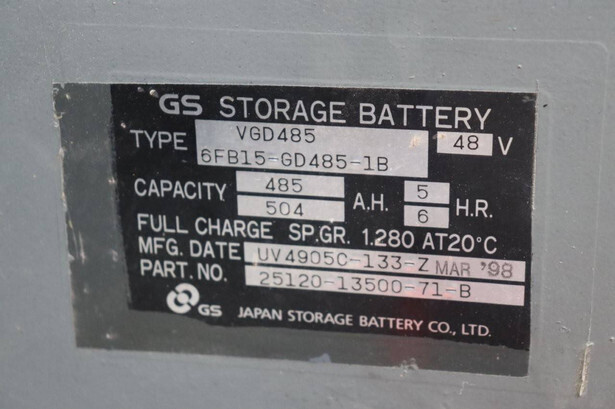 GS STORAGE BATTERY
TYPE VGD485 48 V
6FB15-GD485-1B
CAPACITY 485 A.H. 5 H.R.
504 6
FULL CHARGE SP.GR. 1.280 AT20°C
MFG. DATE UV4905C-133-Z MAR '98
PART. NO. 25120-13500-71-B
GS JAPAN STORAGE BATTERY CO., LTD.